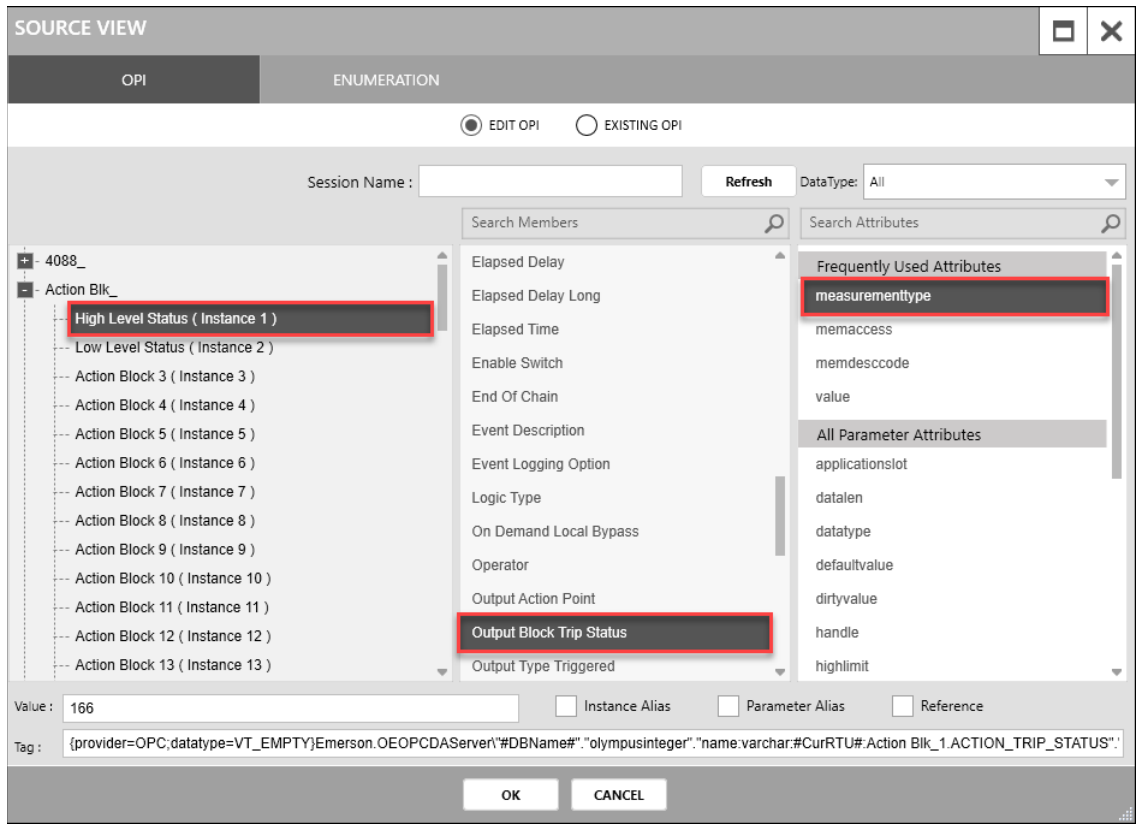 SOURCE VIEW
OPI ENUMERATION
EDIT OPI EXISTING OPI
Session Name : Refresh DataType: All
Search Members Search Attributes
4088_
Action Blk_
High Level Status ( Instance 1 )
Low Level Status ( Instance 2 )
Action Block 3 ( Instance 3 )
Action Block 4 ( Instance 4 )
Action Block 5 ( Instance 5 )
Action Block 6 ( Instance 6 )
Action Block 7 ( Instance 7 )
Action Block 8 ( Instance 8 )
Action Block 9 ( Instance 9 )
Action Block 10 ( Instance 10 )
Action Block 11 ( Instance 11 )
Action Block 12 ( Instance 12 )
Action Block 13 ( Instance 13 )
Elapsed Delay
Elapsed Delay Long
Elapsed Time
Enable Switch
End Of Chain
Event Description
Event Logging Option
Logic Type
On Demand Local Bypass
Operator
Output Action Point
Output Block Trip Status
Output Type Triggered
Frequently Used Attributes
measurementtype
memaccess
memdesccode
value
All Parameter Attributes
applicationslot
datalen
datatype
defaultvalue
dirtyvalue
handle
highlimit
Value : 166 Instance Alias Parameter Alias Reference
Tag : {provider=OPC;datatype=VT_EMPTY}Emerson.OEOPCDAServer\"#DBName#"."olympusinteger"."name:varchar:#CurRTU#:Action Blk_1.ACTION_TRIP_STATUS"."
OK CANCEL